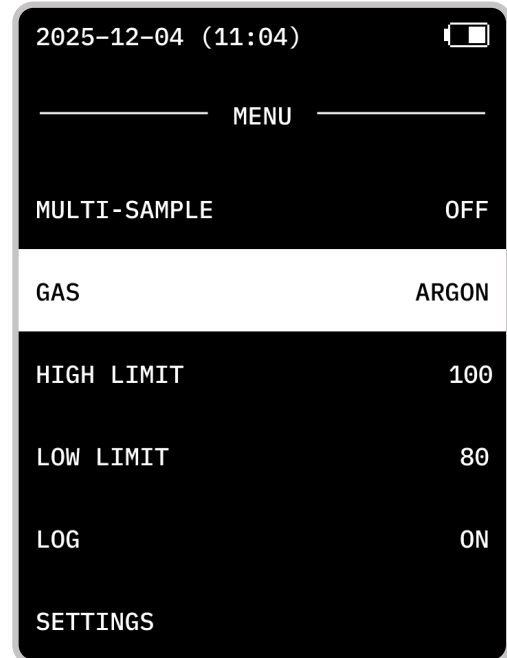 2025-12-04 (11:04)
MENU
MULTI-SAMPLE OFF
GAS ARGON
HIGH LIMIT 100
LOW LIMIT 80
LOG ON
SETTINGS